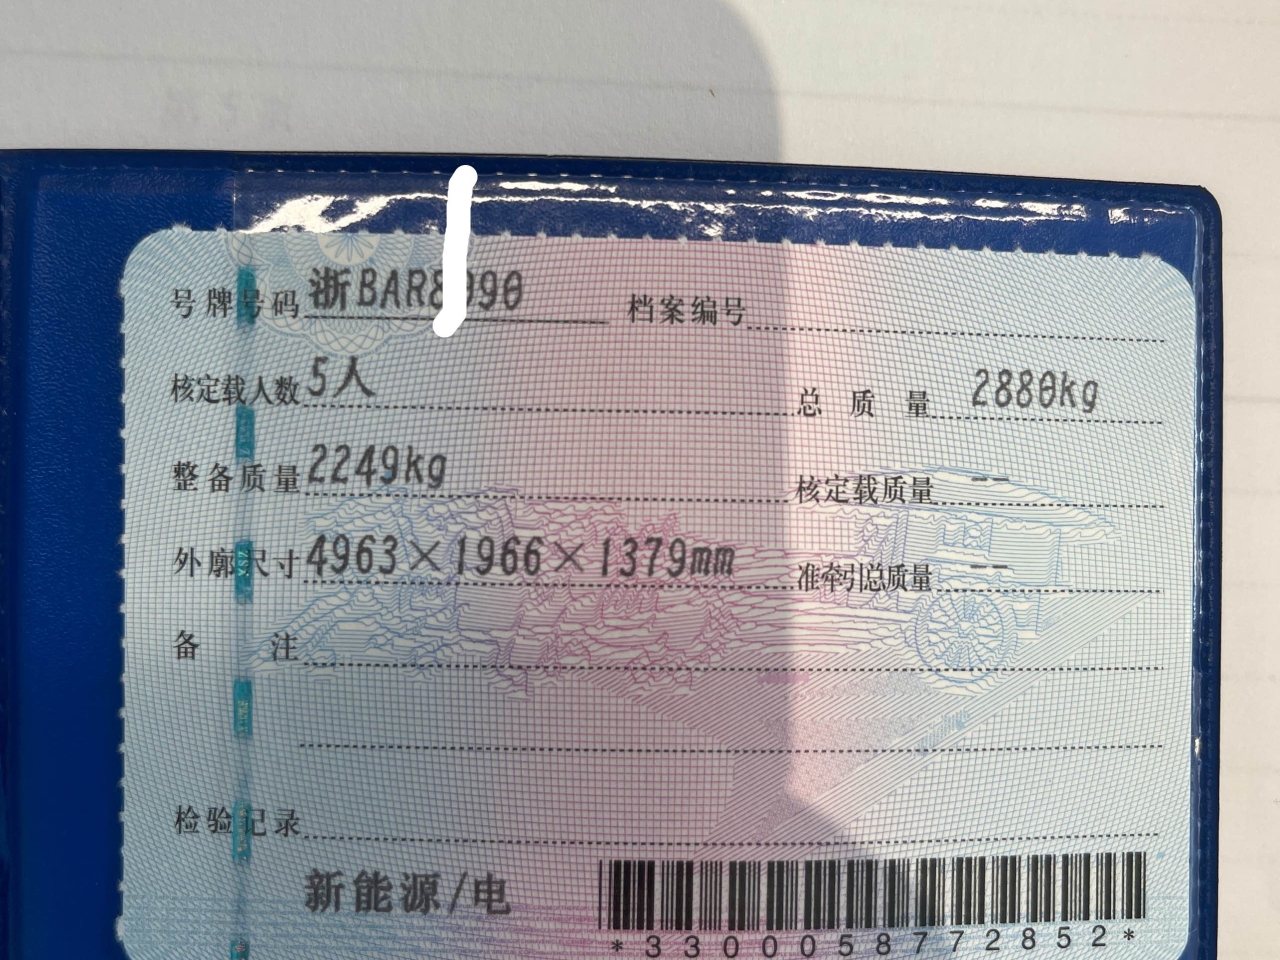 号牌号码 浙BAR8 090 档案编号
核定载人数 5人 总质量 2880kg
整备质量 2249kg 核定载质量 --
外廓尺寸 4963×1966×1379mm 准牵引总质量 --
备注
检验记录
新能源/电
*330005877 2852*